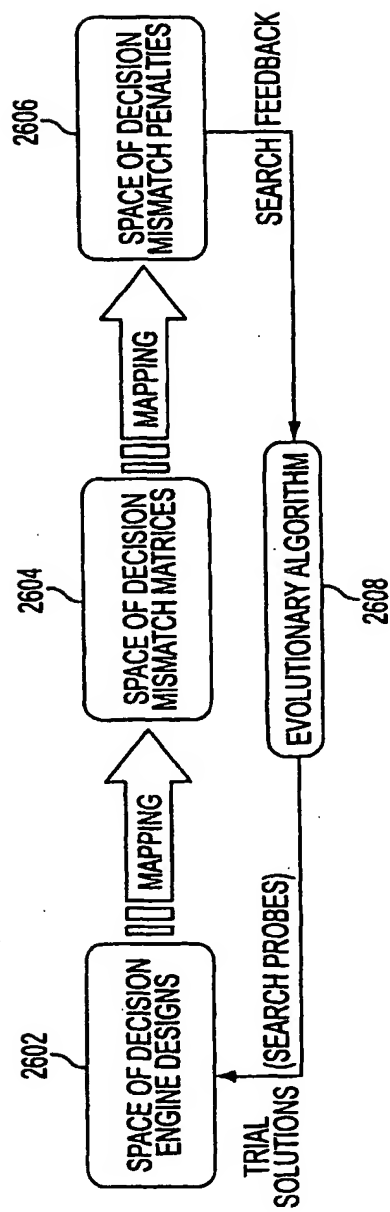 2602
SPACE OF DECISION
ENGINE DESIGNS
MAPPING
2604
SPACE OF DECISION
MISMATCH MATRICES
MAPPING
2606
SPACE OF DECISION
MISMATCH PENALTIES
SEARCH FEEDBACK
EVOLUTIONARY ALGORITHM
2608
TRIAL
SOLUTIONS (SEARCH PROBES)